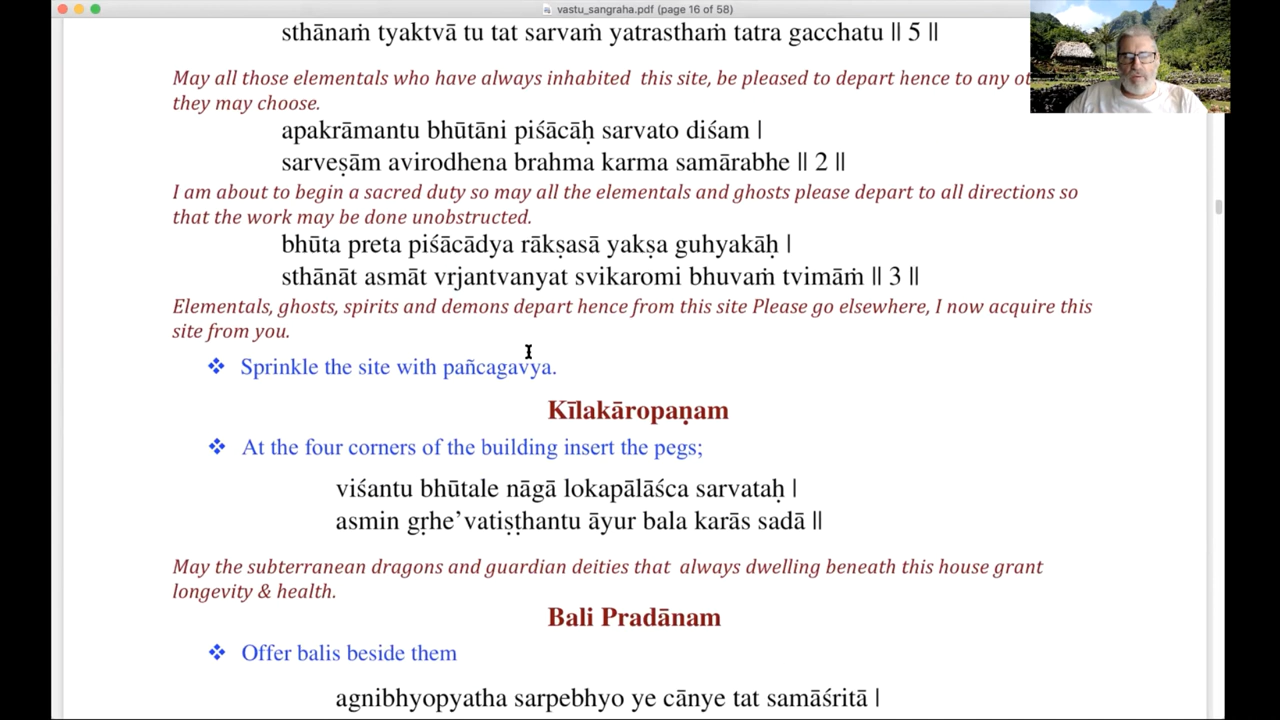 vastu_sangraha.pdf (page 16 of 58)
sthānaṁ tyaktvā tu tat sarvaṁ yatrasthaṁ tatra gacchatu || 5 ||
May all those elementals who have always inhabited this site, be pleased to depart hence to any
they may choose.
apakrāmantu bhūtāni piśācāḥ sarvato diśam |
sarveṣām avirodhena brahma karma samārabhe || 2 ||
I am about to begin a sacred duty so may all the elementals and ghosts please depart to all directions so
that the work may be done unobstructed.
bhūta preta piśācādya rākṣasā yakṣa guhyakāḥ |
sthānāt asmāt vrjantvanyat svikaromi bhuvaṁ tvimāṁ || 3 ||
Elementals, ghosts, spirits and demons depart hence from this site Please go elsewhere, I now acquire this
site from you.
❖ Sprinkle the site with pañcagavya.
Kīlakāropaṇam
❖ At the four corners of the building insert the pegs;
viśantu bhūtale nāgā lokapālāśca sarvataḥ |
asmin gṛhe’vatiṣṭhantu āyur bala karās sadā ||
May the subterranean dragons and guardian deities that always dwelling beneath this house grant
longevity & health.
Bali Pradānam
❖ Offer balis beside them
agnibhyopyatha sarpebhyo ye cānye tat samāśritā |